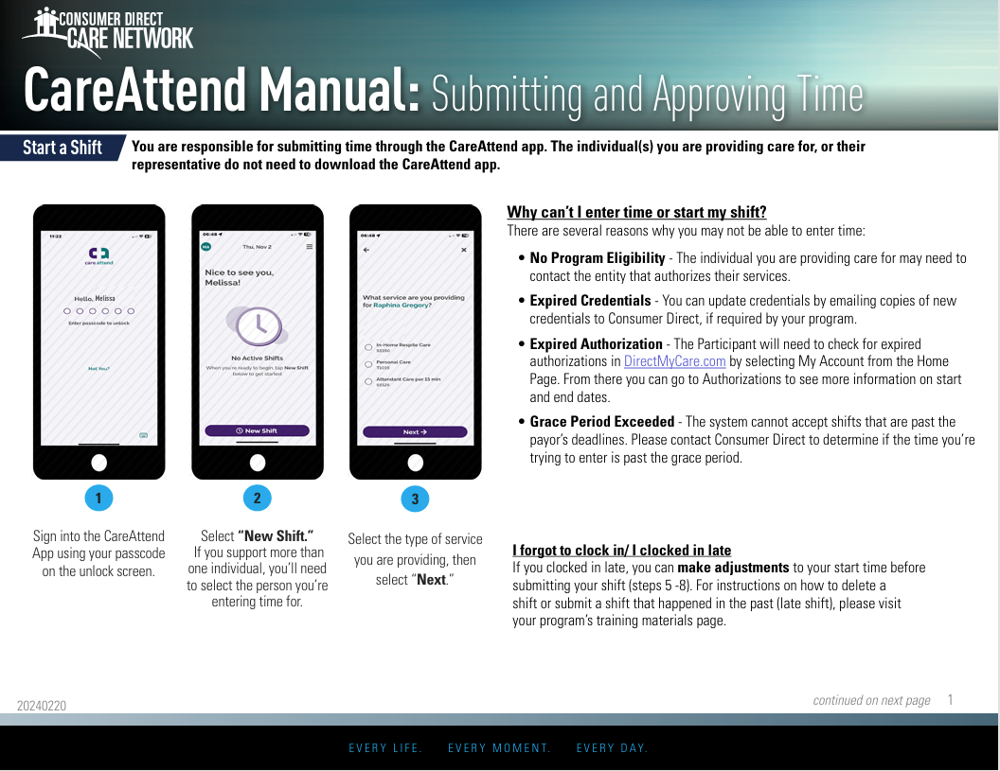 CONSUMER DIRECT
CARE NETWORK
CareAttend Manual: Submitting and Approving Time
Start a Shift
You are responsible for submitting time through the CareAttend app. The individual(s) you are providing care for, or their
representative do not need to download the CareAttend app.
11:22
care attend
Hello, Melissa
Enter passcode to unlock
Not You?
06:48
MA
Thu, Nov 2
Nice to see you,
Melissa!
No Active Shifts
When you're ready to begin, tap New Shift
below to get started
New Shift
06:48
What service are you providing
for Raphina Gregory?
In-Home Respite Care
S5150
Personal Care
T1019
Attendant Care per 15 min
S5125
Next
1
2
3
Sign into the CareAttend
App using your passcode
on the unlock screen.
Select “New Shift.”
If you support more than
one individual, you’ll need
to select the person you’re
entering time for.
Select the type of service
you are providing, then
select “Next.”
Why can’t I enter time or start my shift?
There are several reasons why you may not be able to enter time:
• No Program Eligibility - The individual you are providing care for may need to
contact the entity that authorizes their services.
• Expired Credentials - You can update credentials by emailing copies of new
credentials to Consumer Direct, if required by your program.
• Expired Authorization - The Participant will need to check for expired
authorizations in DirectMyCare.com by selecting My Account from the Home
Page. From there you can go to Authorizations to see more information on start
and end dates.
• Grace Period Exceeded - The system cannot accept shifts that are past the
payor’s deadlines. Please contact Consumer Direct to determine if the time you’re
trying to enter is past the grace period.
I forgot to clock in/ I clocked in late
If you clocked in late, you can make adjustments to your start time before
submitting your shift (steps 5 -8). For instructions on how to delete a
shift or submit a shift that happened in the past (late shift), please visit
your program’s training materials page.
20240220
continued on next page 1
EVERY LIFE. EVERY MOMENT. EVERY DAY.